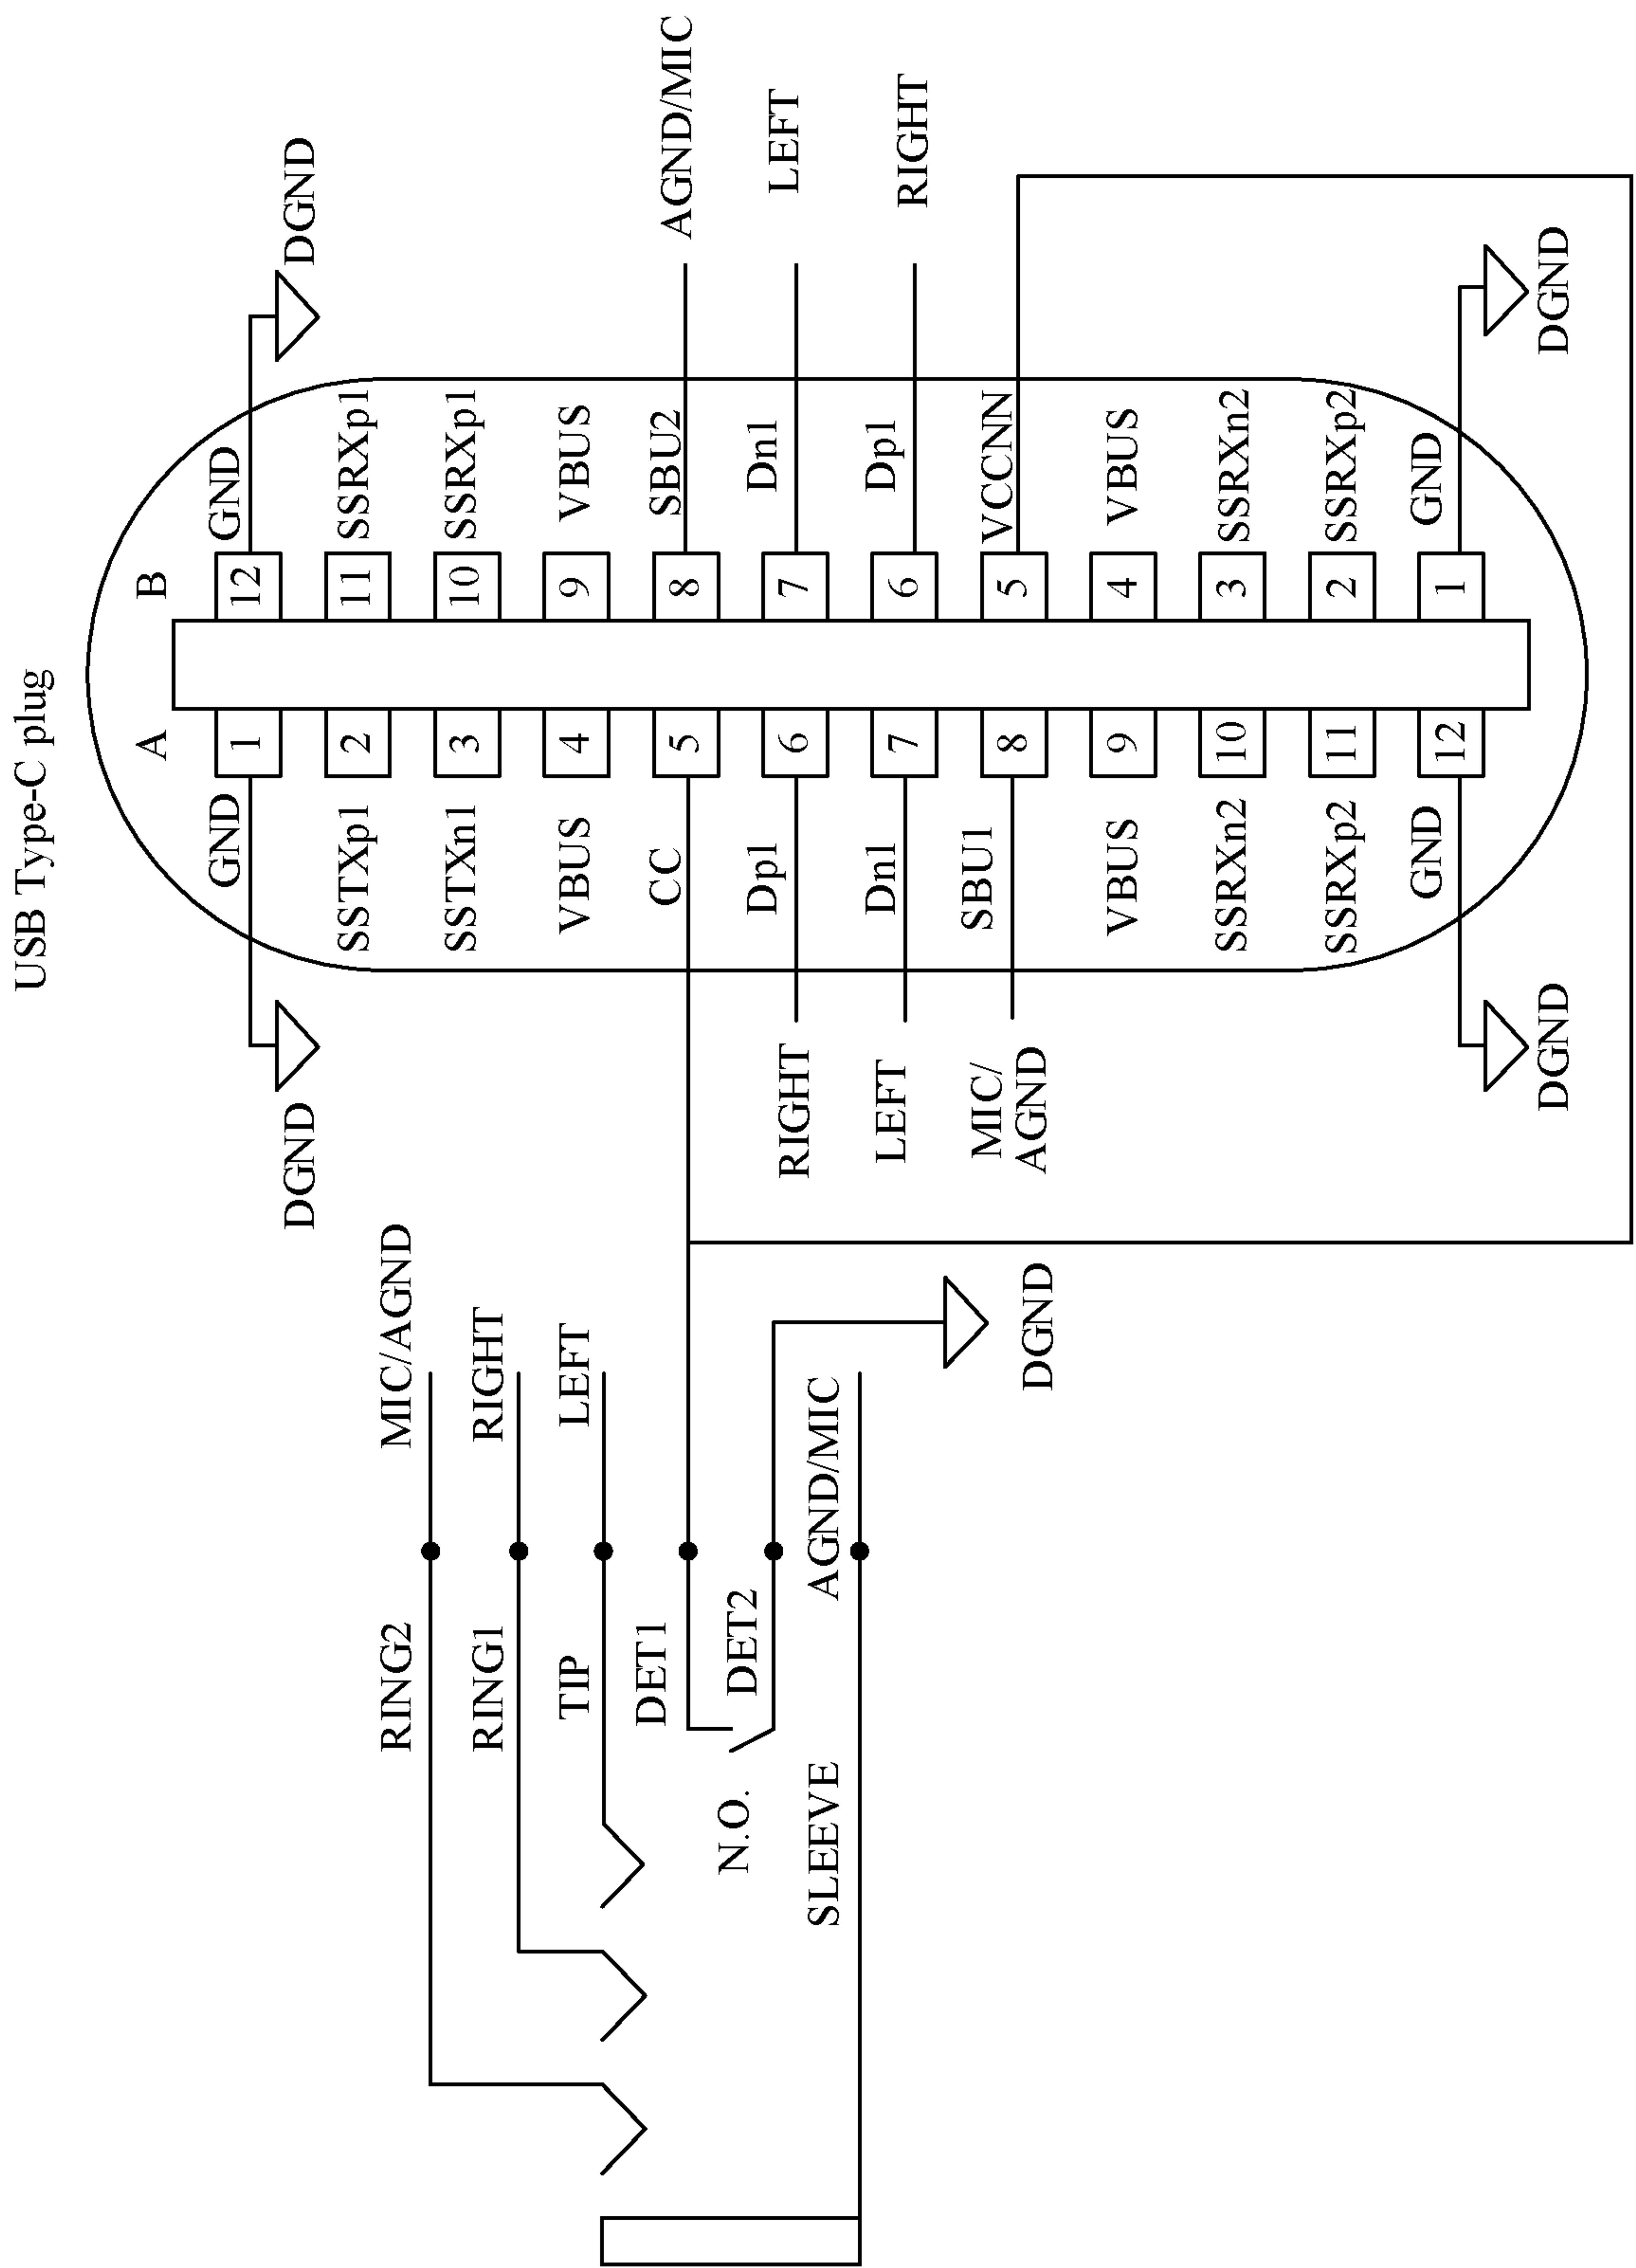 USB Type-C plug
A
B
GND
1
12
GND
SSTXp1
2
11
SSRXp1
SSTXn1
3
10
SSRXp1
VBUS
4
9
VBUS
CC
5
8
SBU2
Dp1
6
7
Dn1
Dn1
7
6
Dp1
SBU1
8
5
VCCNN
VBUS
9
4
VBUS
SSRXn2
10
3
SSRXn2
SSRXp2
11
2
SSRXp2
GND
12
1
GND
DGND
DGND
AGND/MIC
LEFT
RIGHT
RIGHT
LEFT
MIC/
AGND
DGND
DGND
RING2
MIC/AGND
RING1
RIGHT
TIP
LEFT
DET1
N.O.
DET2
SLEEVE
AGND/MIC
DGND